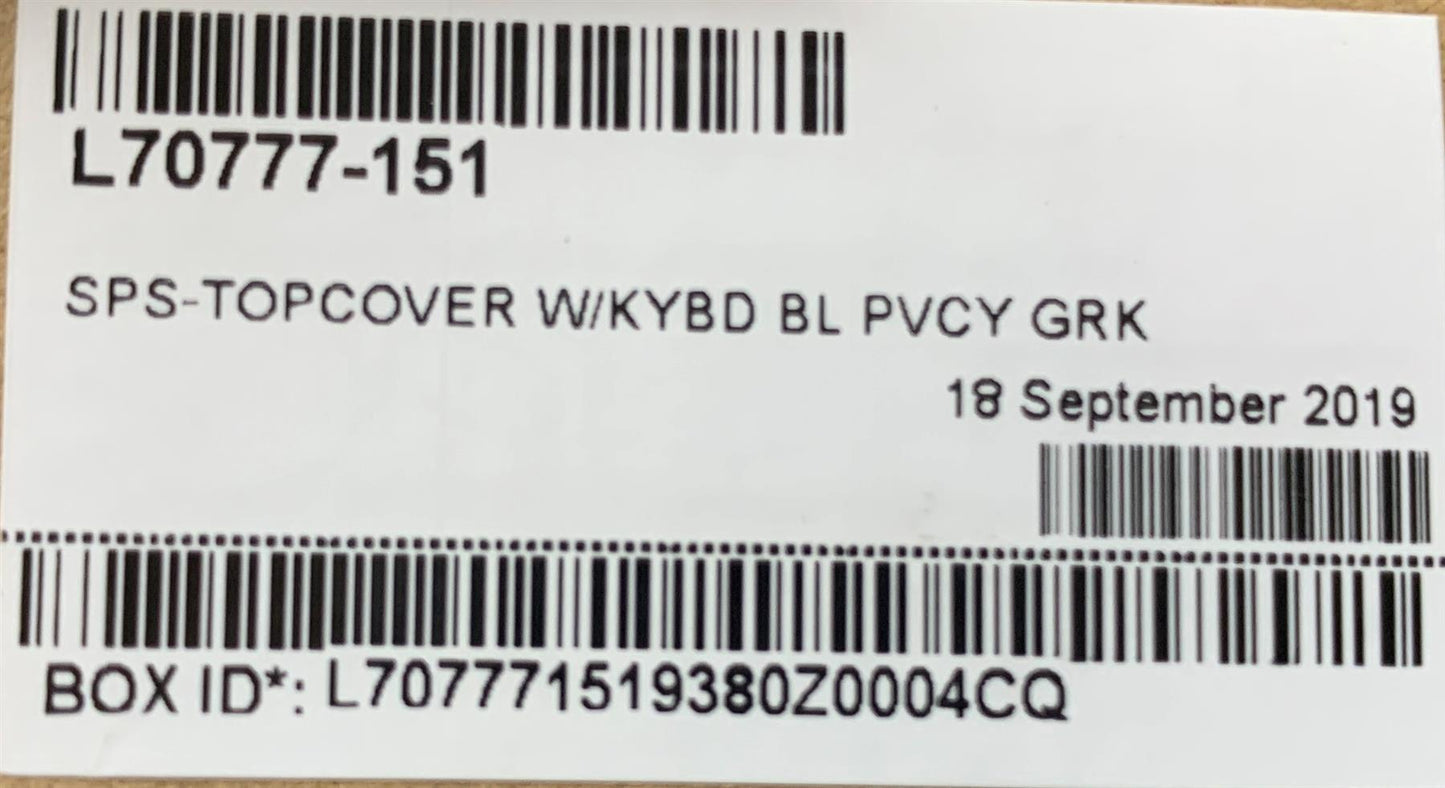 L70777-151
SPS-TOPCOVER W/KYBD BL PVCY GRK
18 September 2019
BOX ID*: L707771519380Z0004CQ